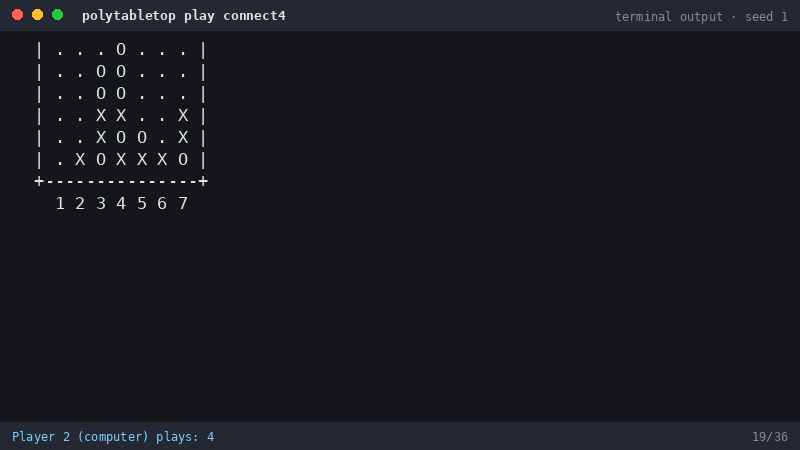 polytabletop play connect4
terminal output · seed 1
| . . . O . . . |
| . . O O . . . |
| . . O O . . . |
| . . X X . . X |
| . . X O O . X |
| . X O X X X O |
+--------------+
1 2 3 4 5 6 7
Player 2 (computer) plays: 4
19/36